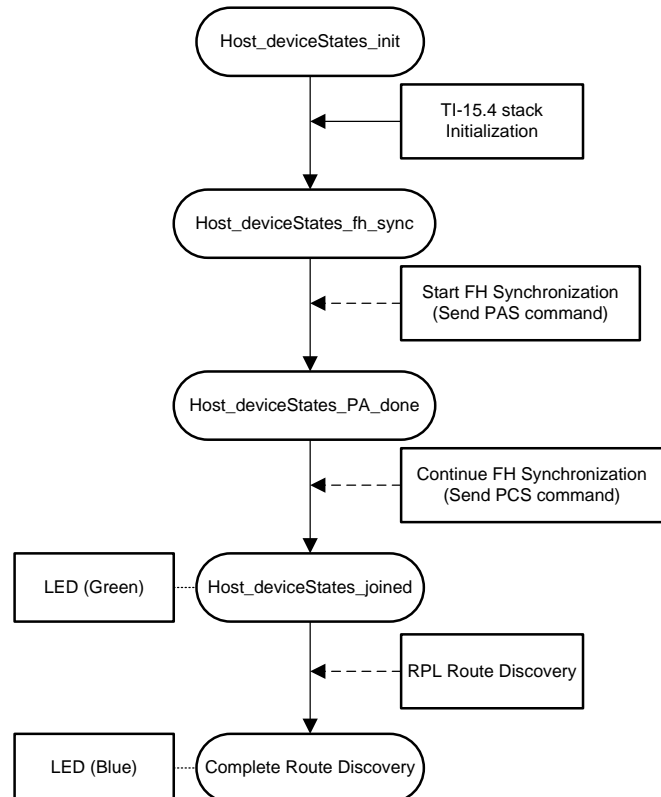 Host_deviceStates_init
TI-15.4 stack
Initialization
Host_deviceStates_fh_sync
Start FH Synchronization
(Send PAS command)
Host_deviceStates_PA_done
Continue FH Synchronization
(Send PCS command)
LED (Green)
Host_deviceStates_joined
RPL Route Discovery
LED (Blue)
Complete Route Discovery